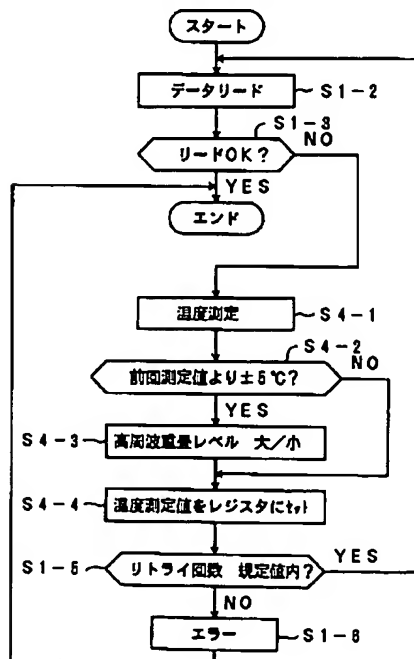 スタート
データリード
S1-2
S1-3
リードOK?
NO
YES
エンド
温度測定
S4-1
S4-2
前回測定値より±5℃?
NO
YES
S4-3
高周波重畳レベル 大/小
S4-4
温度測定値をレジスタにセット
S1-5
リトライ回数 規定値内?
YES
NO
エラー
S1-6